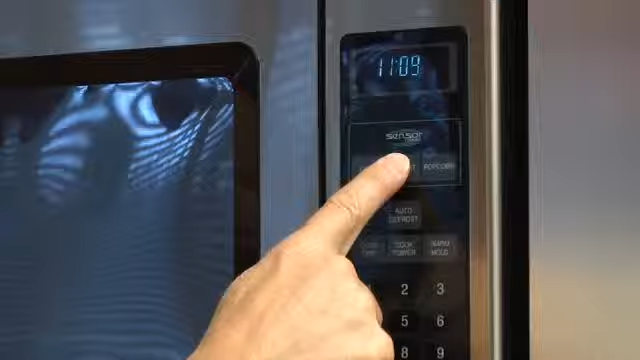 11:09
sensor
POPCORN
AUTO
DEFROST
COOK
POWER
WARM
HOLD
2 3
5 6
8 9